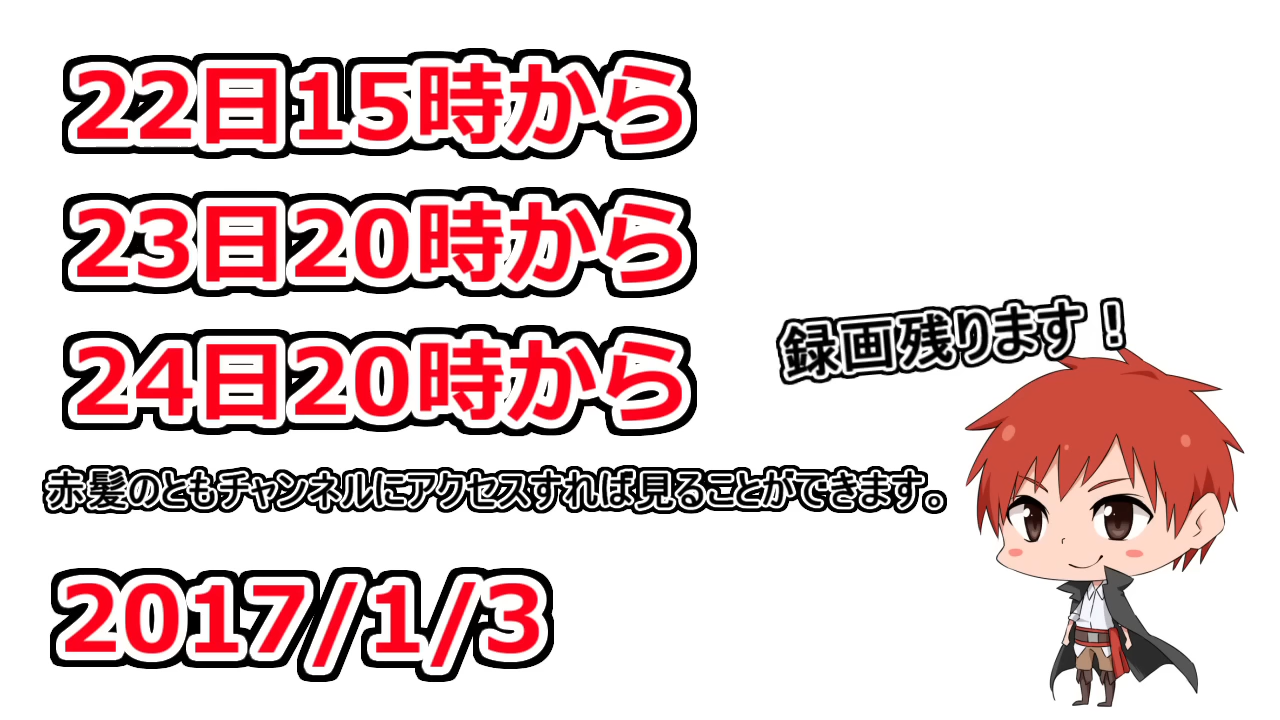 22日15時から
23日20時から
24日20時から
録画残ります！
赤髪のともチャンネルにアクセスすれば見ることができます。
2017/1/3